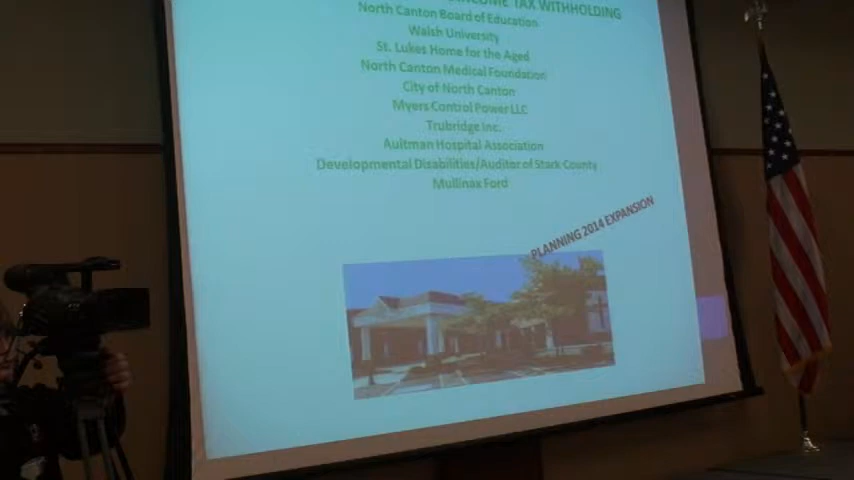 INCOME TAX WITHHOLDING
North Canton Board of Education
Walsh University
St. Lukes Home for the Aged
North Canton Medical Foundation
City of North Canton
Myers Control Power LLC
Trubridge Inc.
Aultman Hospital Association
Developmental Disabilities/Auditor of Stark County
Mullinax Ford
PLANNING 2014 EXPANSION